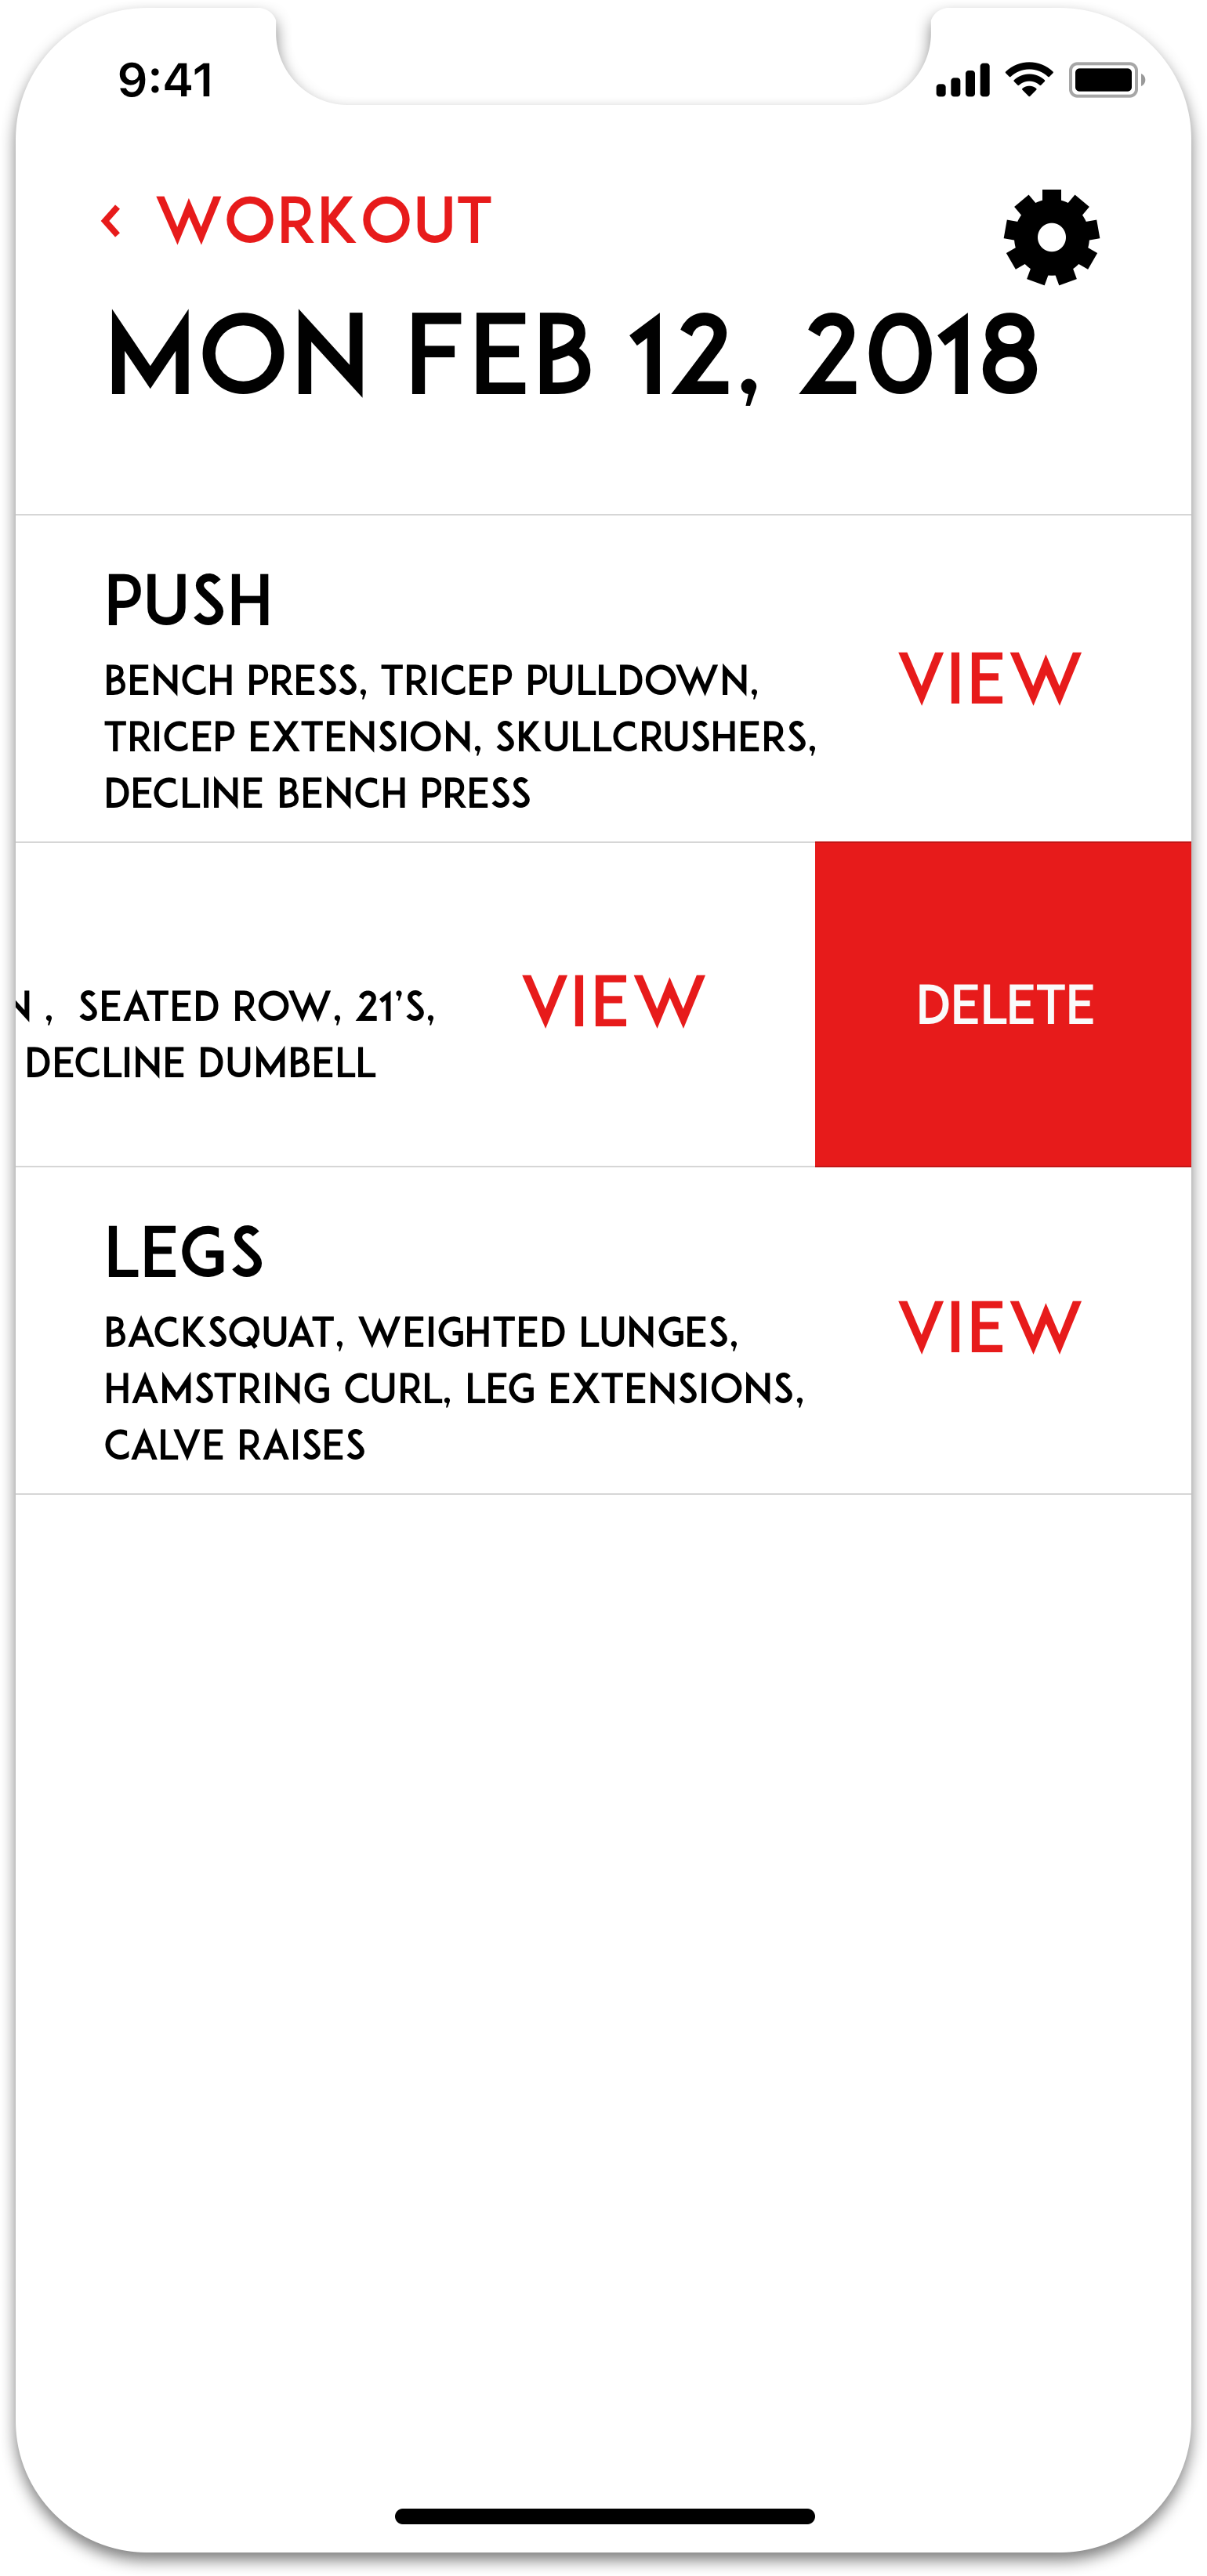 9:41
‹ WORKOUT
MON FEB 12, 2018
PUSH
BENCH PRESS, TRICEP PULLDOWN,
TRICEP EXTENSION, SKULLCRUSHERS,
DECLINE BENCH PRESS
VIEW
N , SEATED ROW, 21'S,
DECLINE DUMBELL
VIEW
DELETE
LEGS
BACKSQUAT, WEIGHTED LUNGES,
HAMSTRING CURL, LEG EXTENSIONS,
CALVE RAISES
VIEW